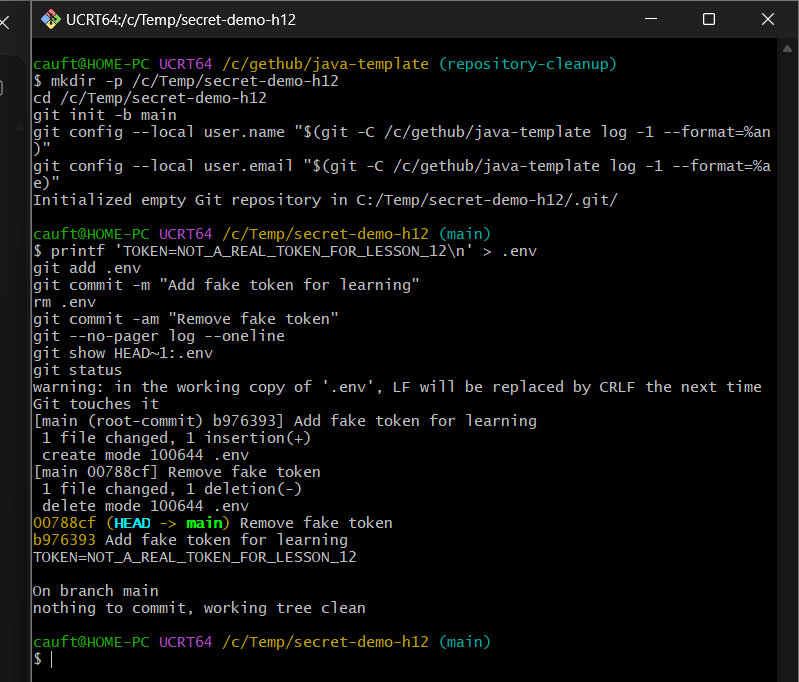 UCRT64:/c/Temp/secret-demo-h12
cauft@HOME-PC UCRT64 /c/gethub/java-template (repository-cleanup)
$ mkdir -p /c/Temp/secret-demo-h12
cd /c/Temp/secret-demo-h12
git init -b main
git config --local user.name "$(git -C /c/gethub/java-template log -1 --format=%an
)"
git config --local user.email "$(git -C /c/gethub/java-template log -1 --format=%a
e)"
Initialized empty Git repository in C:/Temp/secret-demo-h12/.git/
cauft@HOME-PC UCRT64 /c/Temp/secret-demo-h12 (main)
$ printf 'TOKEN=NOT_A_REAL_TOKEN_FOR_LESSON_12\n' > .env
git add .env
git commit -m "Add fake token for learning"
rm .env
git commit -am "Remove fake token"
git --no-pager log --oneline
git show HEAD~1:.env
git status
warning: in the working copy of '.env', LF will be replaced by CRLF the next time
Git touches it
[main (root-commit) b976393] Add fake token for learning
 1 file changed, 1 insertion(+)
 create mode 100644 .env
[main 00788cf] Remove fake token
 1 file changed, 1 deletion(-)
 delete mode 100644 .env
00788cf (HEAD -> main) Remove fake token
b976393 Add fake token for learning
TOKEN=NOT_A_REAL_TOKEN_FOR_LESSON_12
On branch main
nothing to commit, working tree clean
cauft@HOME-PC UCRT64 /c/Temp/secret-demo-h12 (main)
$